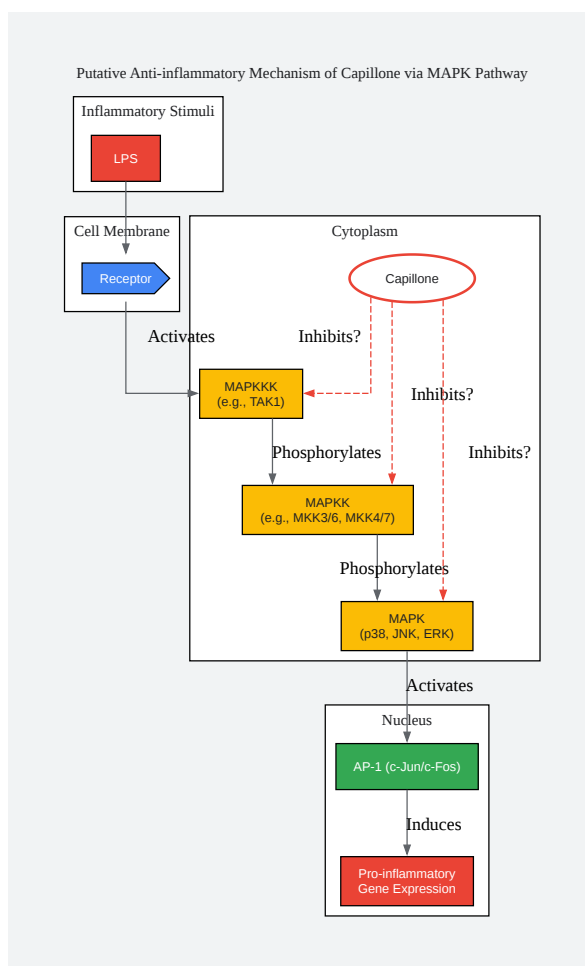 Putative Anti-inflammatory Mechanism of Capillone via MAPK Pathway
Inflammatory Stimuli
LPS
Cell Membrane
Receptor
Cytoplasm
Capillone
Activates
Inhibits?
MAPKKK
(e.g., TAK1)
Inhibits?
Phosphorylates
Inhibits?
MAPKK
(e.g., MKK3/6, MKK4/7)
Phosphorylates
MAPK
(p38, JNK, ERK)
Activates
Nucleus
AP-1 (c-Jun/c-Fos)
Induces
Pro-inflammatory
Gene Expression